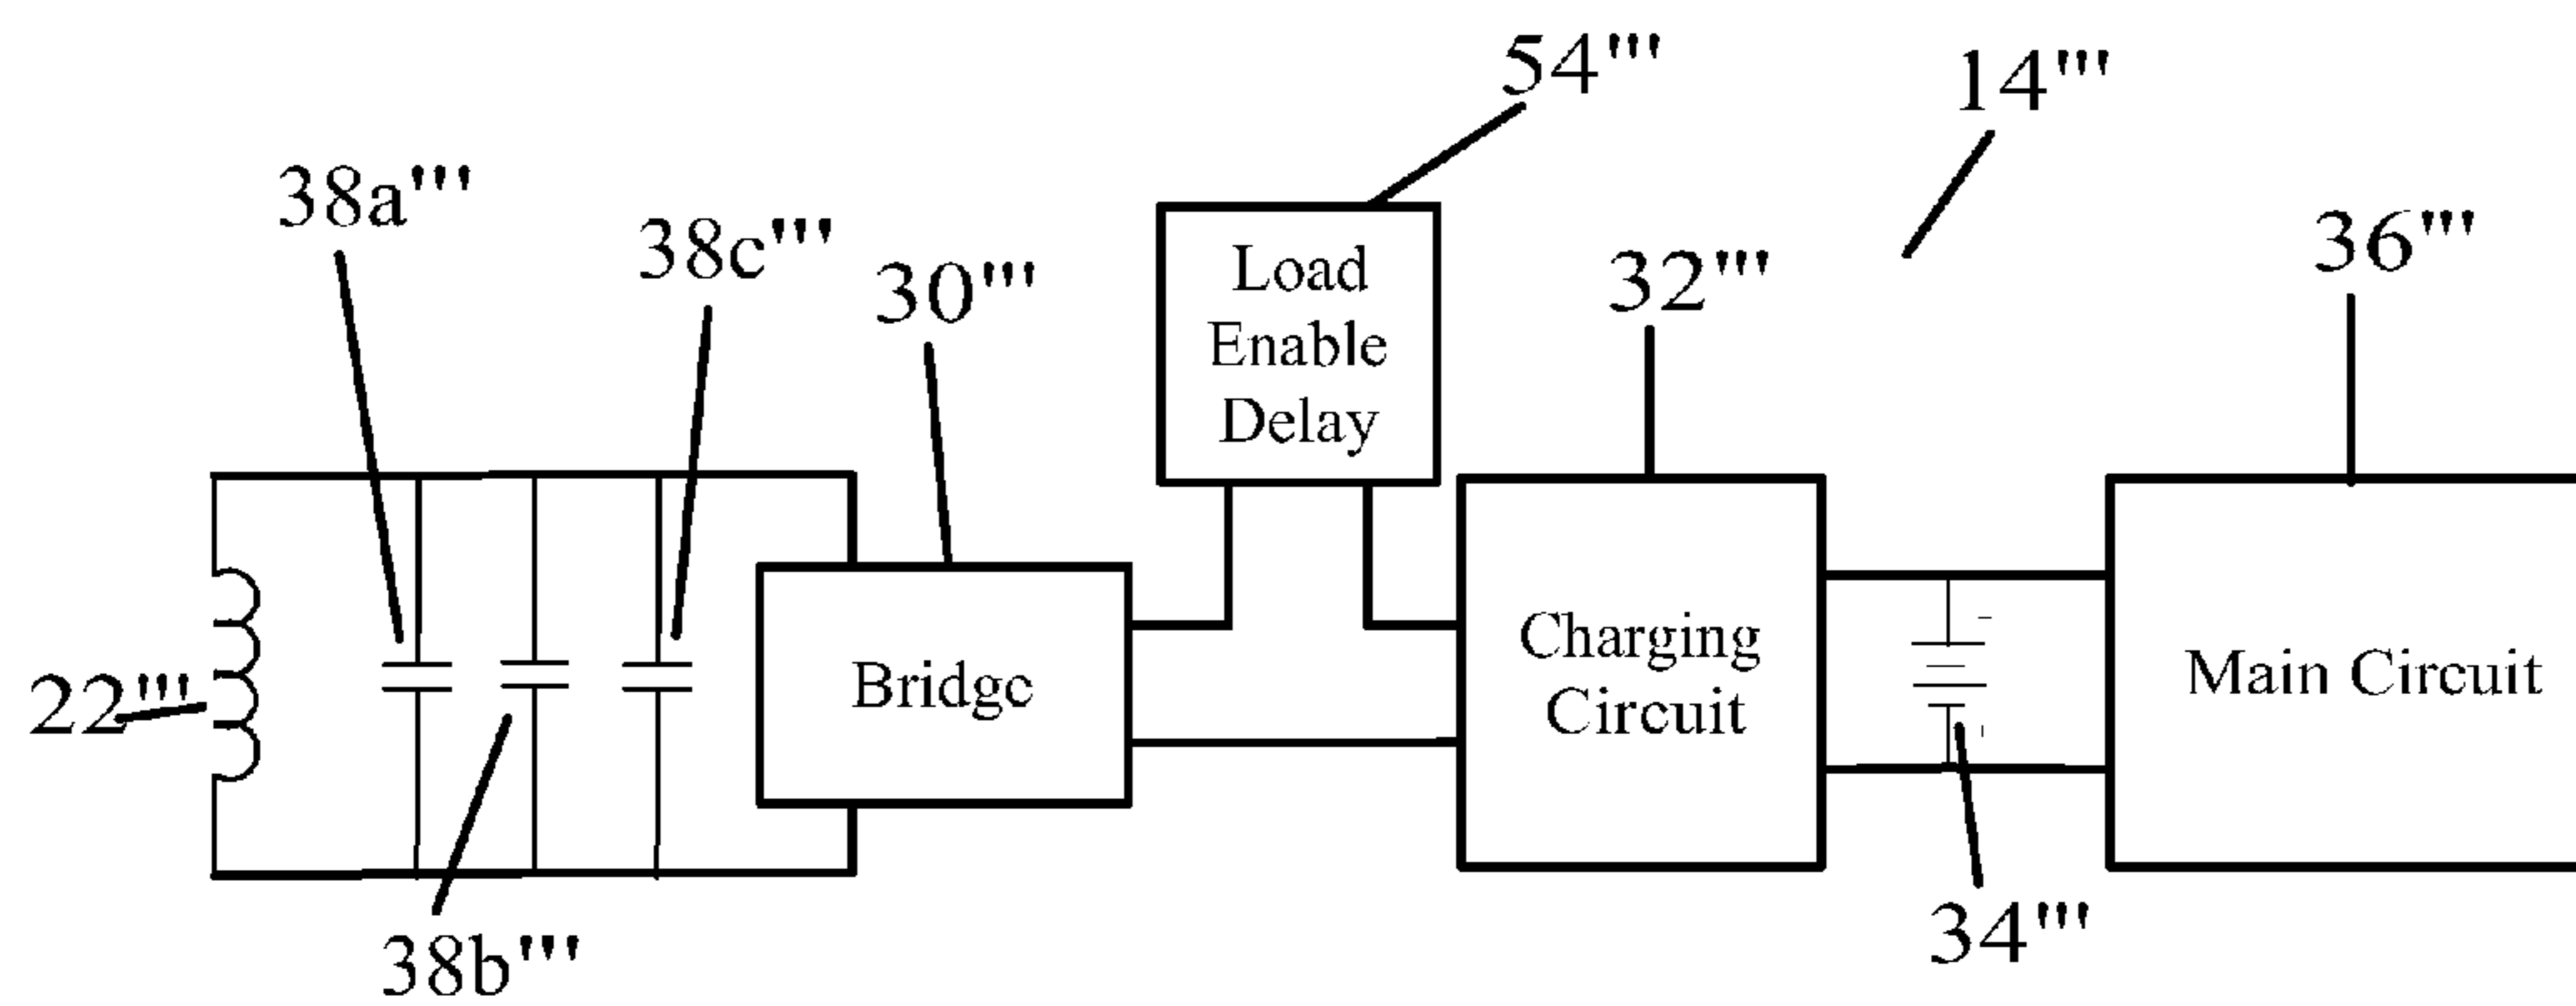 54'''
14'''
38a'''
38c'''
30'''
32'''
36'''
Load
Enable
Delay
22'''
Bridge
Charging
Circuit
Main Circuit
-
38b'''
34'''